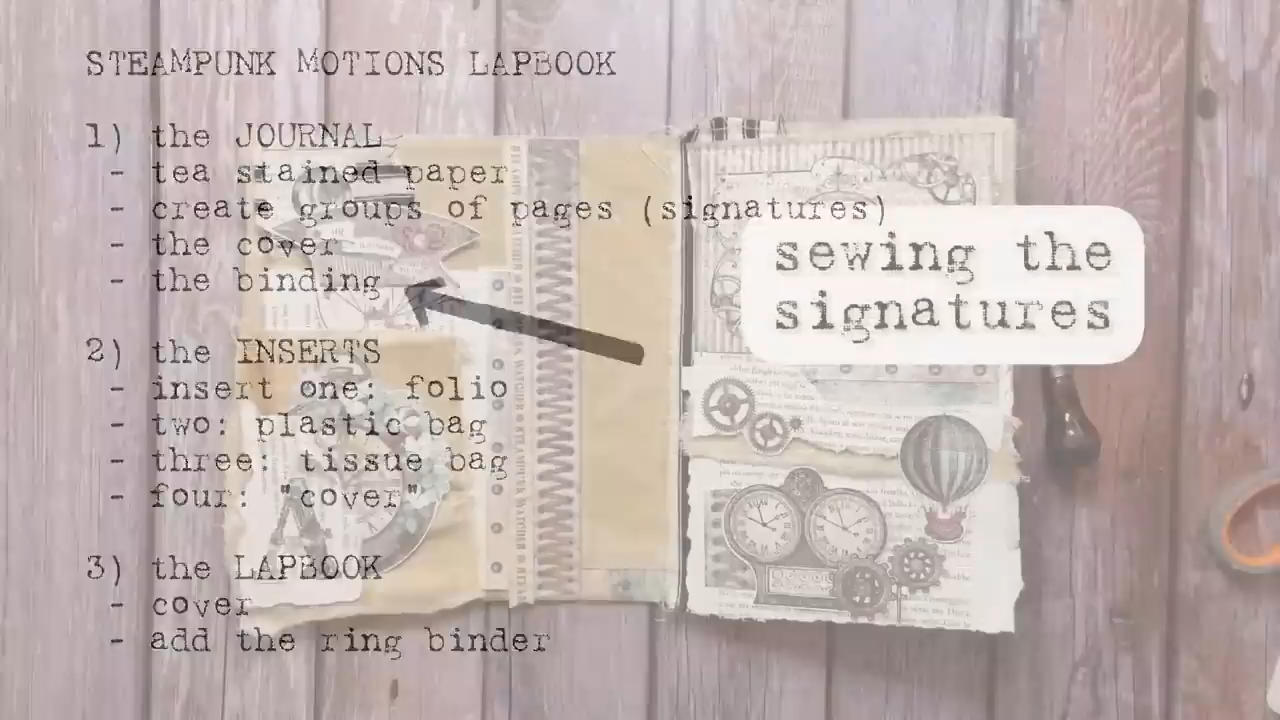 STEAMPUNK MOTIONS LAPBOOK
1) the JOURNAL
- tea stained paper
- create groups of pages (signatures)
- the cover
- the binding
sewing the
signatures
2) the INSERTS
- insert one: folio
- two: plastic bag
- three: tissue bag
- four: "cover"
3) the LAPBOOK
- cover
- add the ring binder